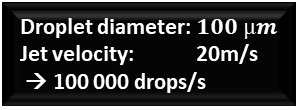 Droplet diameter: 100 μm
Jet velocity: 20m/s
→ 100 000 drops/s